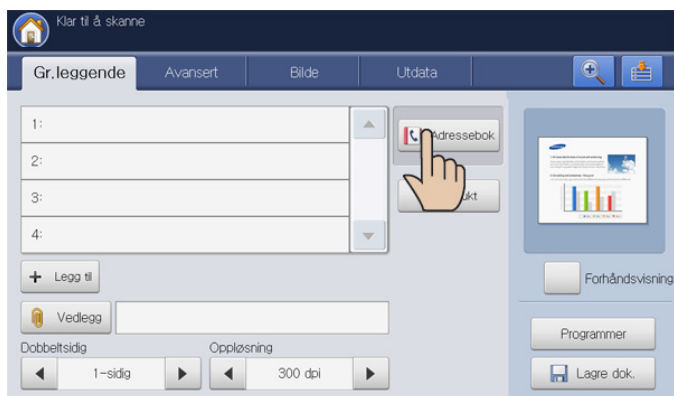 Klar til å skanne
Gr.leggende
Avansert
Bilde
Utdata
1:
Adressebok
2:
3:
4:
+ Legg til
Forhåndsvisning
Vedlegg
Dobbeltsidig
Oppløsning
Programmer
1-sidig
300 dpi
Lagre dok.